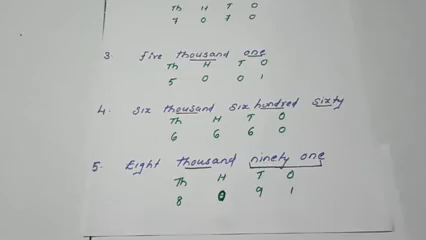 Th H T O
7 0 7 0
3. Five thousand one
Th H T O
5 0 0 1
4. Six thousand Six hundred sixty
Th H T O
6 6 6 0
5. Eight thousand ninety one
Th H T O
8 0 9 1